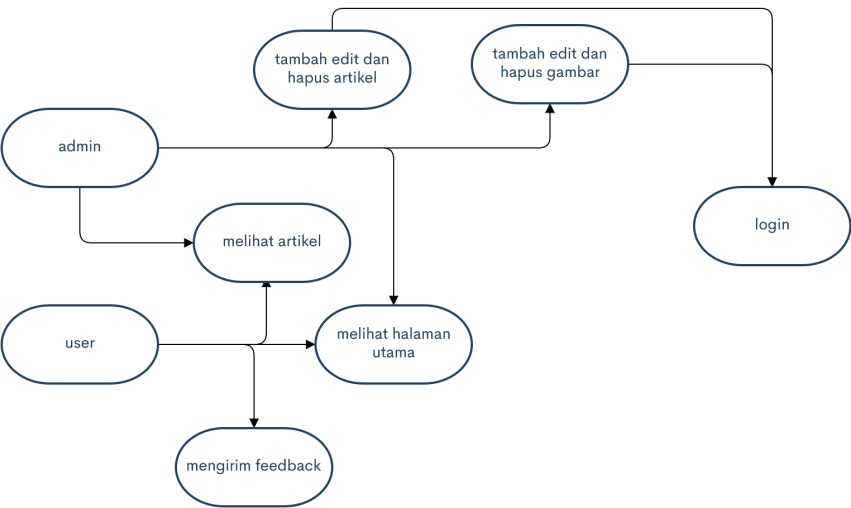 tambah edit dan
hapus artikel
tambah edit dan
hapus gambar
admin
login
melihat artikel
user
melihat halaman
utama
mengirim feedback